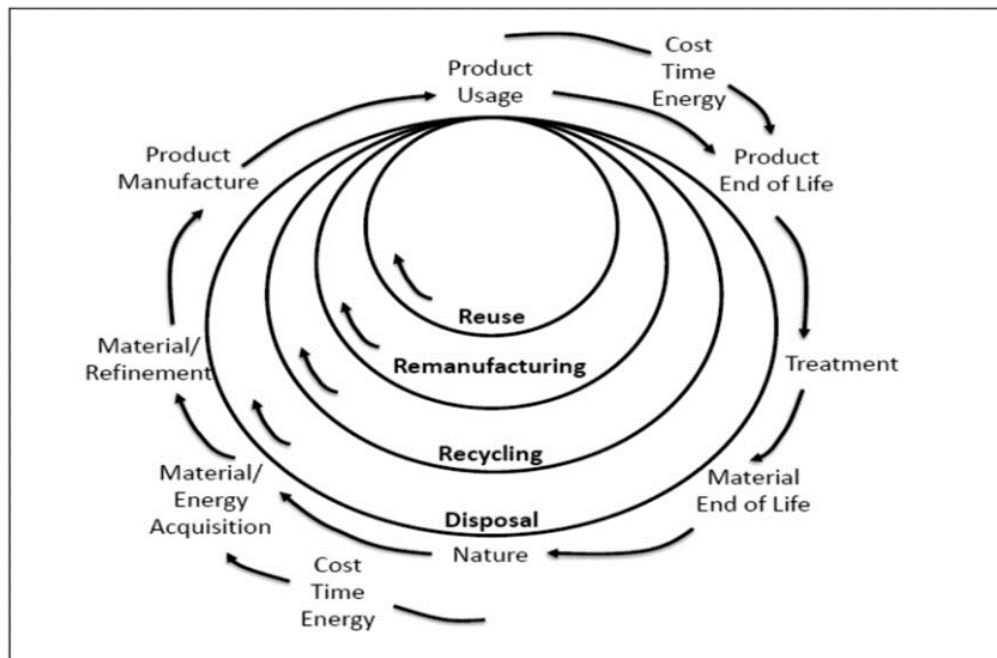 Cost
Time
Energy
Product
Usage
Product
End of Life
Product
Manufacture
Reuse
Remanufacturing
Material/
Refinement
Treatment
Recycling
Material/
Energy
Acquisition
Material
End of Life
Disposal
Nature
Cost
Time
Energy